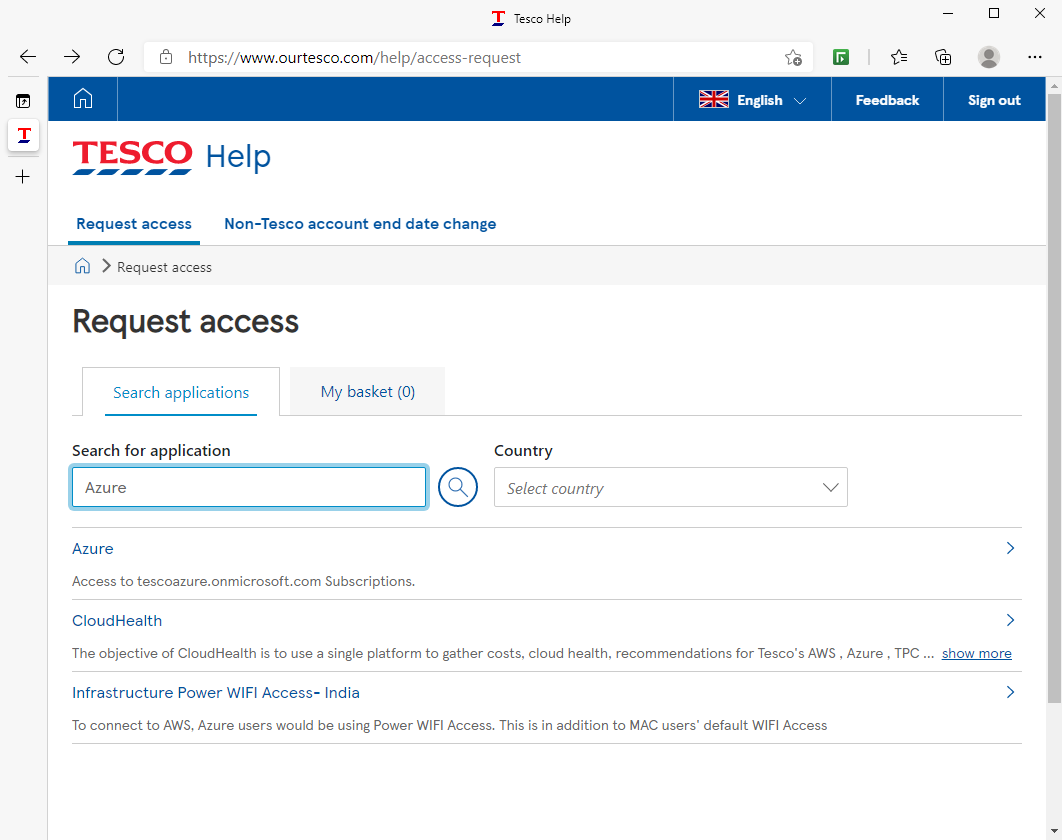 Tesco Help
https://www.ourtesco.com/help/access-request
English
Feedback
Sign out
TESCO Help
Request access
Non-Tesco account end date change
Request access
Request access
Search applications
My basket (0)
Search for application
Country
Azure
Select country
Azure
Access to tescoazure.onmicrosoft.com Subscriptions.
CloudHealth
The objective of CloudHealth is to use a single platform to gather costs, cloud health, recommendations for Tesco's AWS , Azure , TPC ... show more
Infrastructure Power WIFI Access- India
To connect to AWS, Azure users would be using Power WIFI Access. This is in addition to MAC users' default WIFI Access